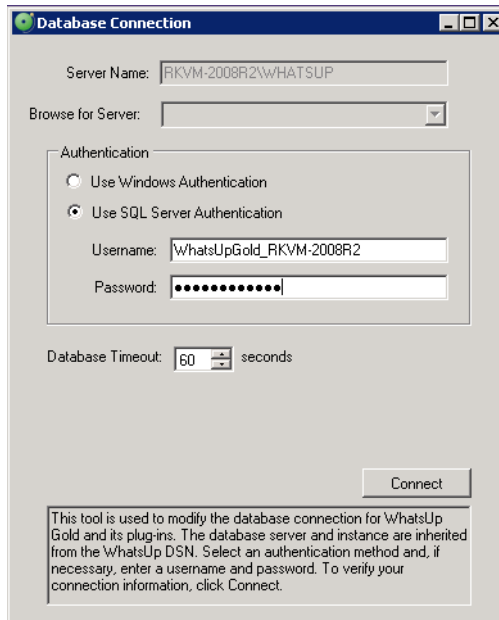 Database Connection
Server Name: RKVM-2008R2\WHATSUP
Browse for Server:
Authentication
Use Windows Authentication
Use SQL Server Authentication
Username: WhatsUpGold_RKVM-2008R2
Password: ●●●●●●●●●●●●
Database Timeout: 60 seconds
Connect
This tool is used to modify the database connection for WhatsUp
Gold and its plug-ins. The database server and instance are inherited
from the WhatsUp DSN. Select an authentication method and, if
necessary, enter a username and password. To verify your
connection information, click Connect.